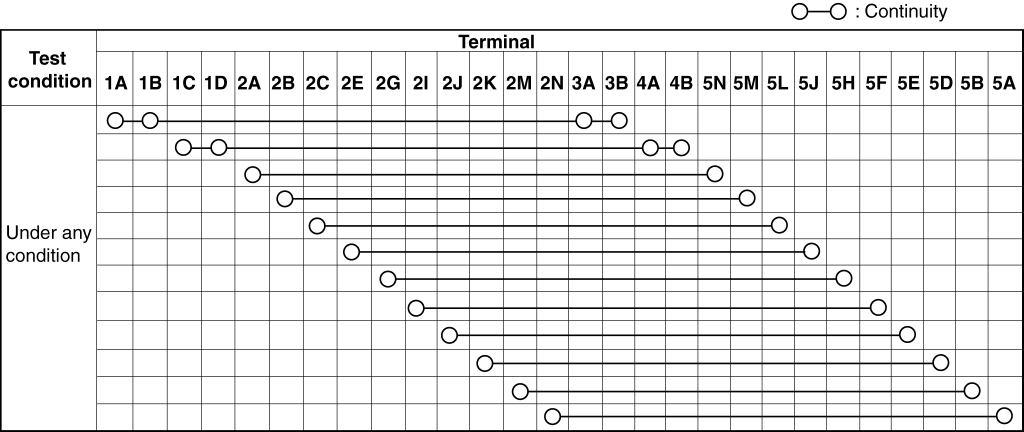 : Continuity
Terminal
Test
condition
1A 1B 1C 1D 2A 2B 2C 2E 2G 2I 2J 2K 2M 2N 3A 3B 4A 4B 5N 5M 5L 5J 5H 5F 5E 5D 5B 5A
Under any
condition